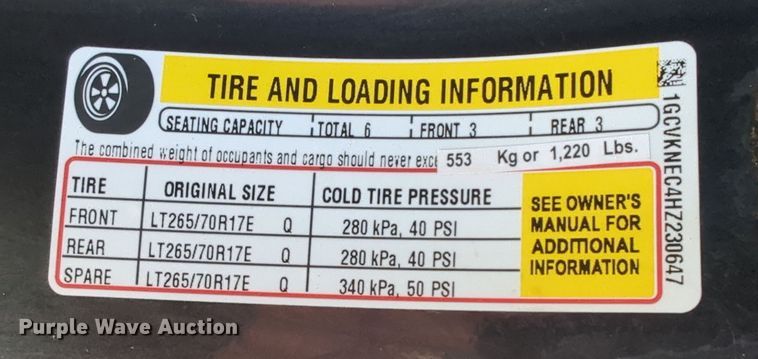 TIRE AND LOADING INFORMATION
SEATING CAPACITY TOTAL 6 FRONT 3 REAR 3
The combined weight of occupants and cargo should never exce 553 Kg or 1,220 Lbs.
TIRE ORIGINAL SIZE COLD TIRE PRESSURE
FRONT LT265/70R17E Q 280 kPa, 40 PSI
REAR LT265/70R17E Q 280 kPa, 40 PSI
SPARE LT265/70R17E Q 340 kPa, 50 PSI
SEE OWNER'S
MANUAL FOR
ADDITIONAL
INFORMATION
1GCVKNEC4HZ230647
Purple Wave Auction